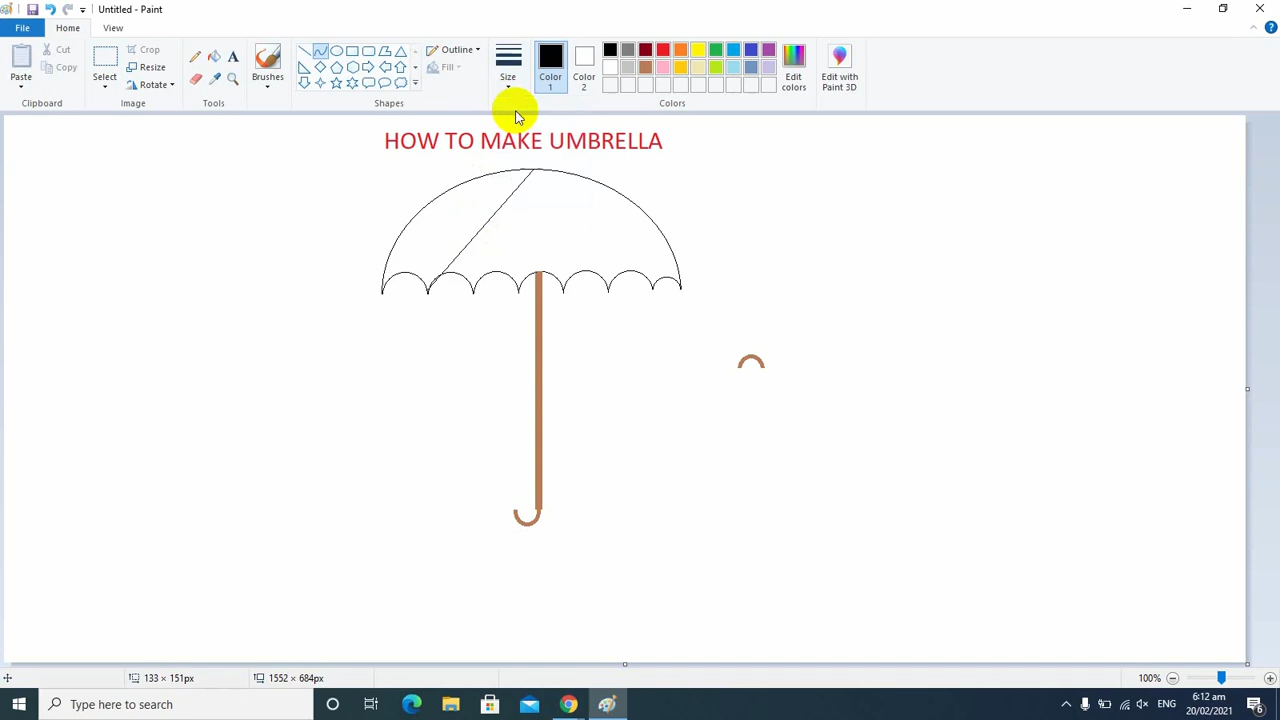 Untitled - Paint
File
Home
View
Paste
Cut
Copy
Clipboard
Select
Crop
Resize
Rotate
Image
Tools
Brushes
Shapes
Outline
Fill
Size
Color
1
Color
2
Colors
Edit
colors
Edit with
Paint 3D
HOW TO MAKE UMBRELLA
133 × 151px
1552 × 684px
100%
Type here to search
ENG
6:12 am
20/02/2021
6